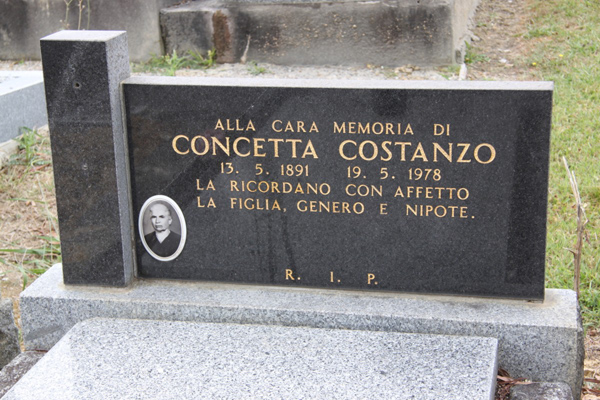 ALLA CARA MEMORIA DI
CONCETTA COSTANZO
13. 5. 1891 19. 5. 1978
LA RICORDANO CON AFFETTO
LA FIGLIA, GENERO E NIPOTE.
R. I. P.